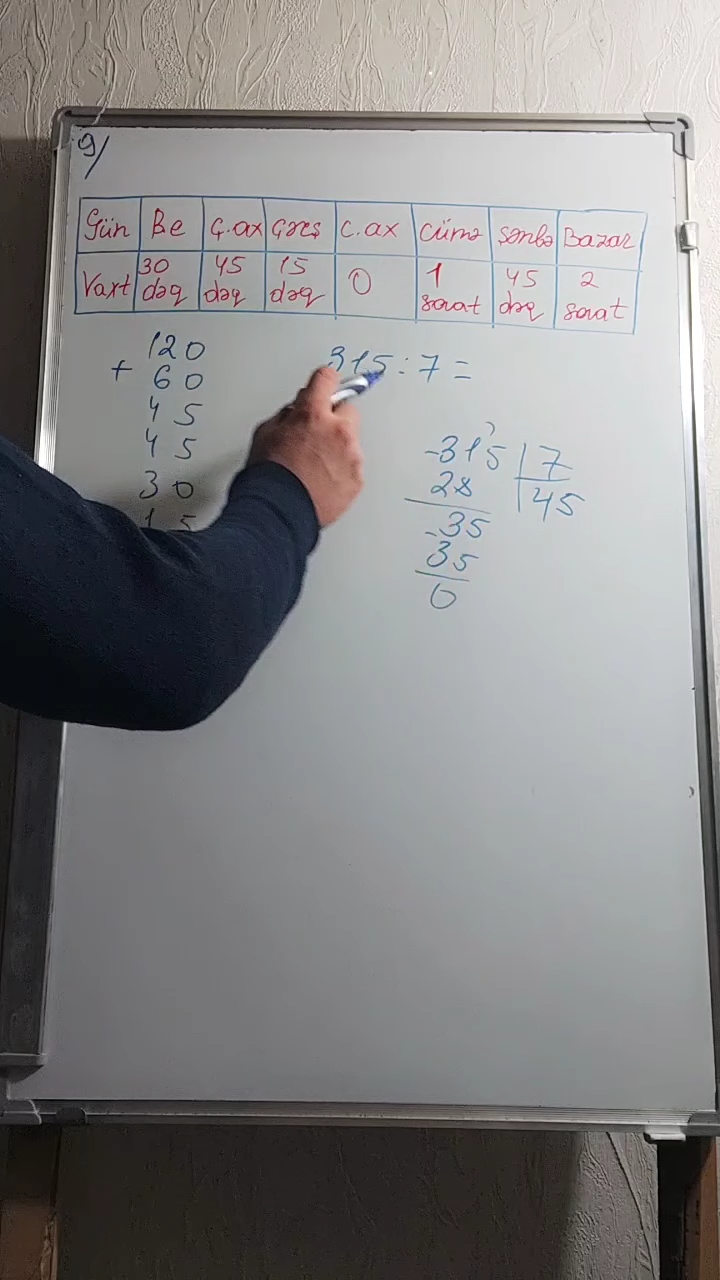 9/
Gün Be Ç.ax Çərş C.ax Cümə Şənbə Bazar
Vaxt 30 dəq 45 dəq 15 dəq 0 1 saat 45 dəq 2 saat
120
+ 60
45
45
30
15
315:7=
-315 | 7
28 | 45
-35
35
0